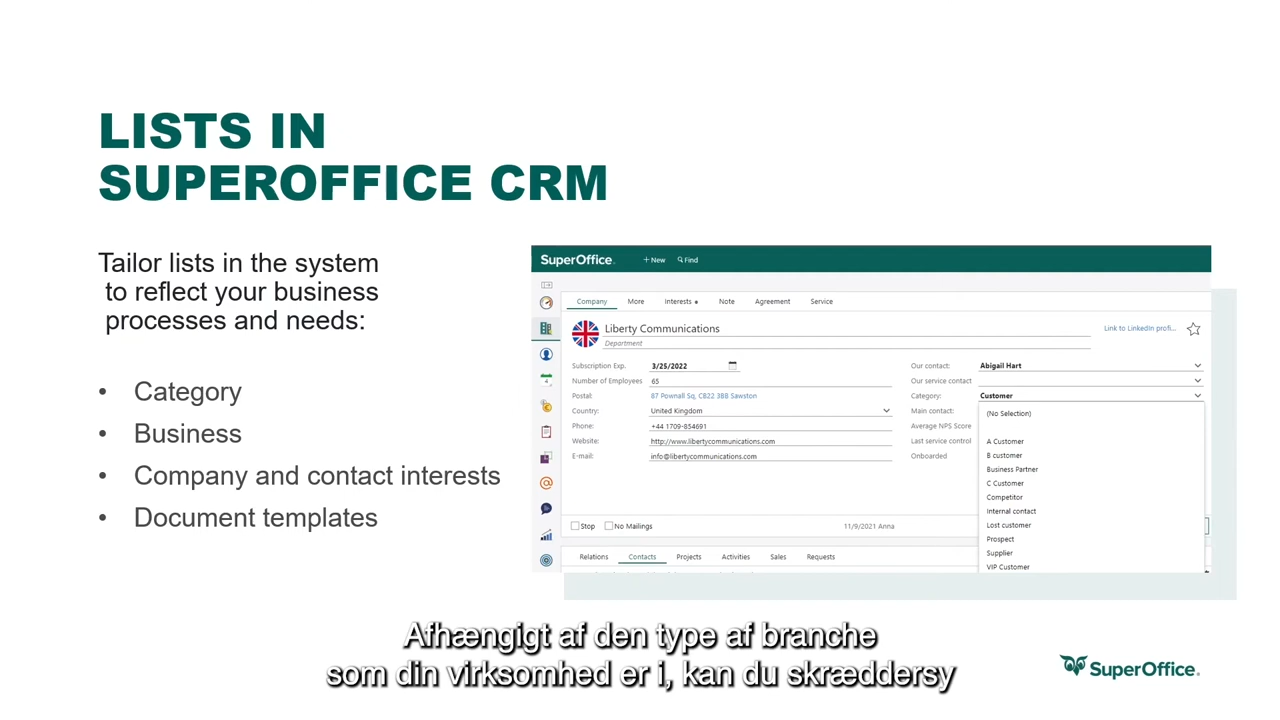 LISTS IN
SUPEROFFICE CRM
Tailor lists in the system
to reflect your business
processes and needs:
• Category
• Business
• Company and contact interests
• Document templates
SuperOffice. + New Find
Company More Interests Note Agreement Service
Liberty Communications
Link to LinkedIn profi...
Department
Subscription Exp. 3/25/2022
Number of Employees 65
Postal: 87 Pownall Sq, CB22 3BB Sawston
Country: United Kingdom
Phone: +44 1709-854691
Website: http://www.libertycommunications.com
E-mail: info@libertycommunications.com
Our contact: Abigail Hart
Our service contact
Category: Customer
Main contact:
Average NPS Score
Last service control
Onboarded
(No Selection)
A Customer
B customer
Business Partner
C Customer
Competitor
Internal contact
Lost customer
Prospect
Supplier
VIP Customer
Stop No Mailings 11/9/2021 Anna
Relations Contacts Projects Activities Sales Requests
Afhængigt af den type af branche
som din virksomhed er i, kan du skræddersy
SuperOffice.